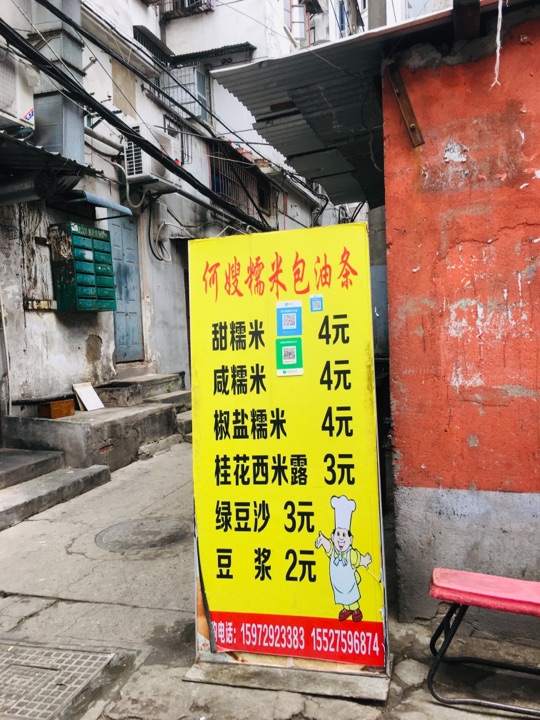 何嫂糯米包油条
甜糯米 4元
咸糯米 4元
椒盐糯米 4元
桂花西米露 3元
绿豆沙 3元
豆浆 2元
购电话：15972923383 15527596874